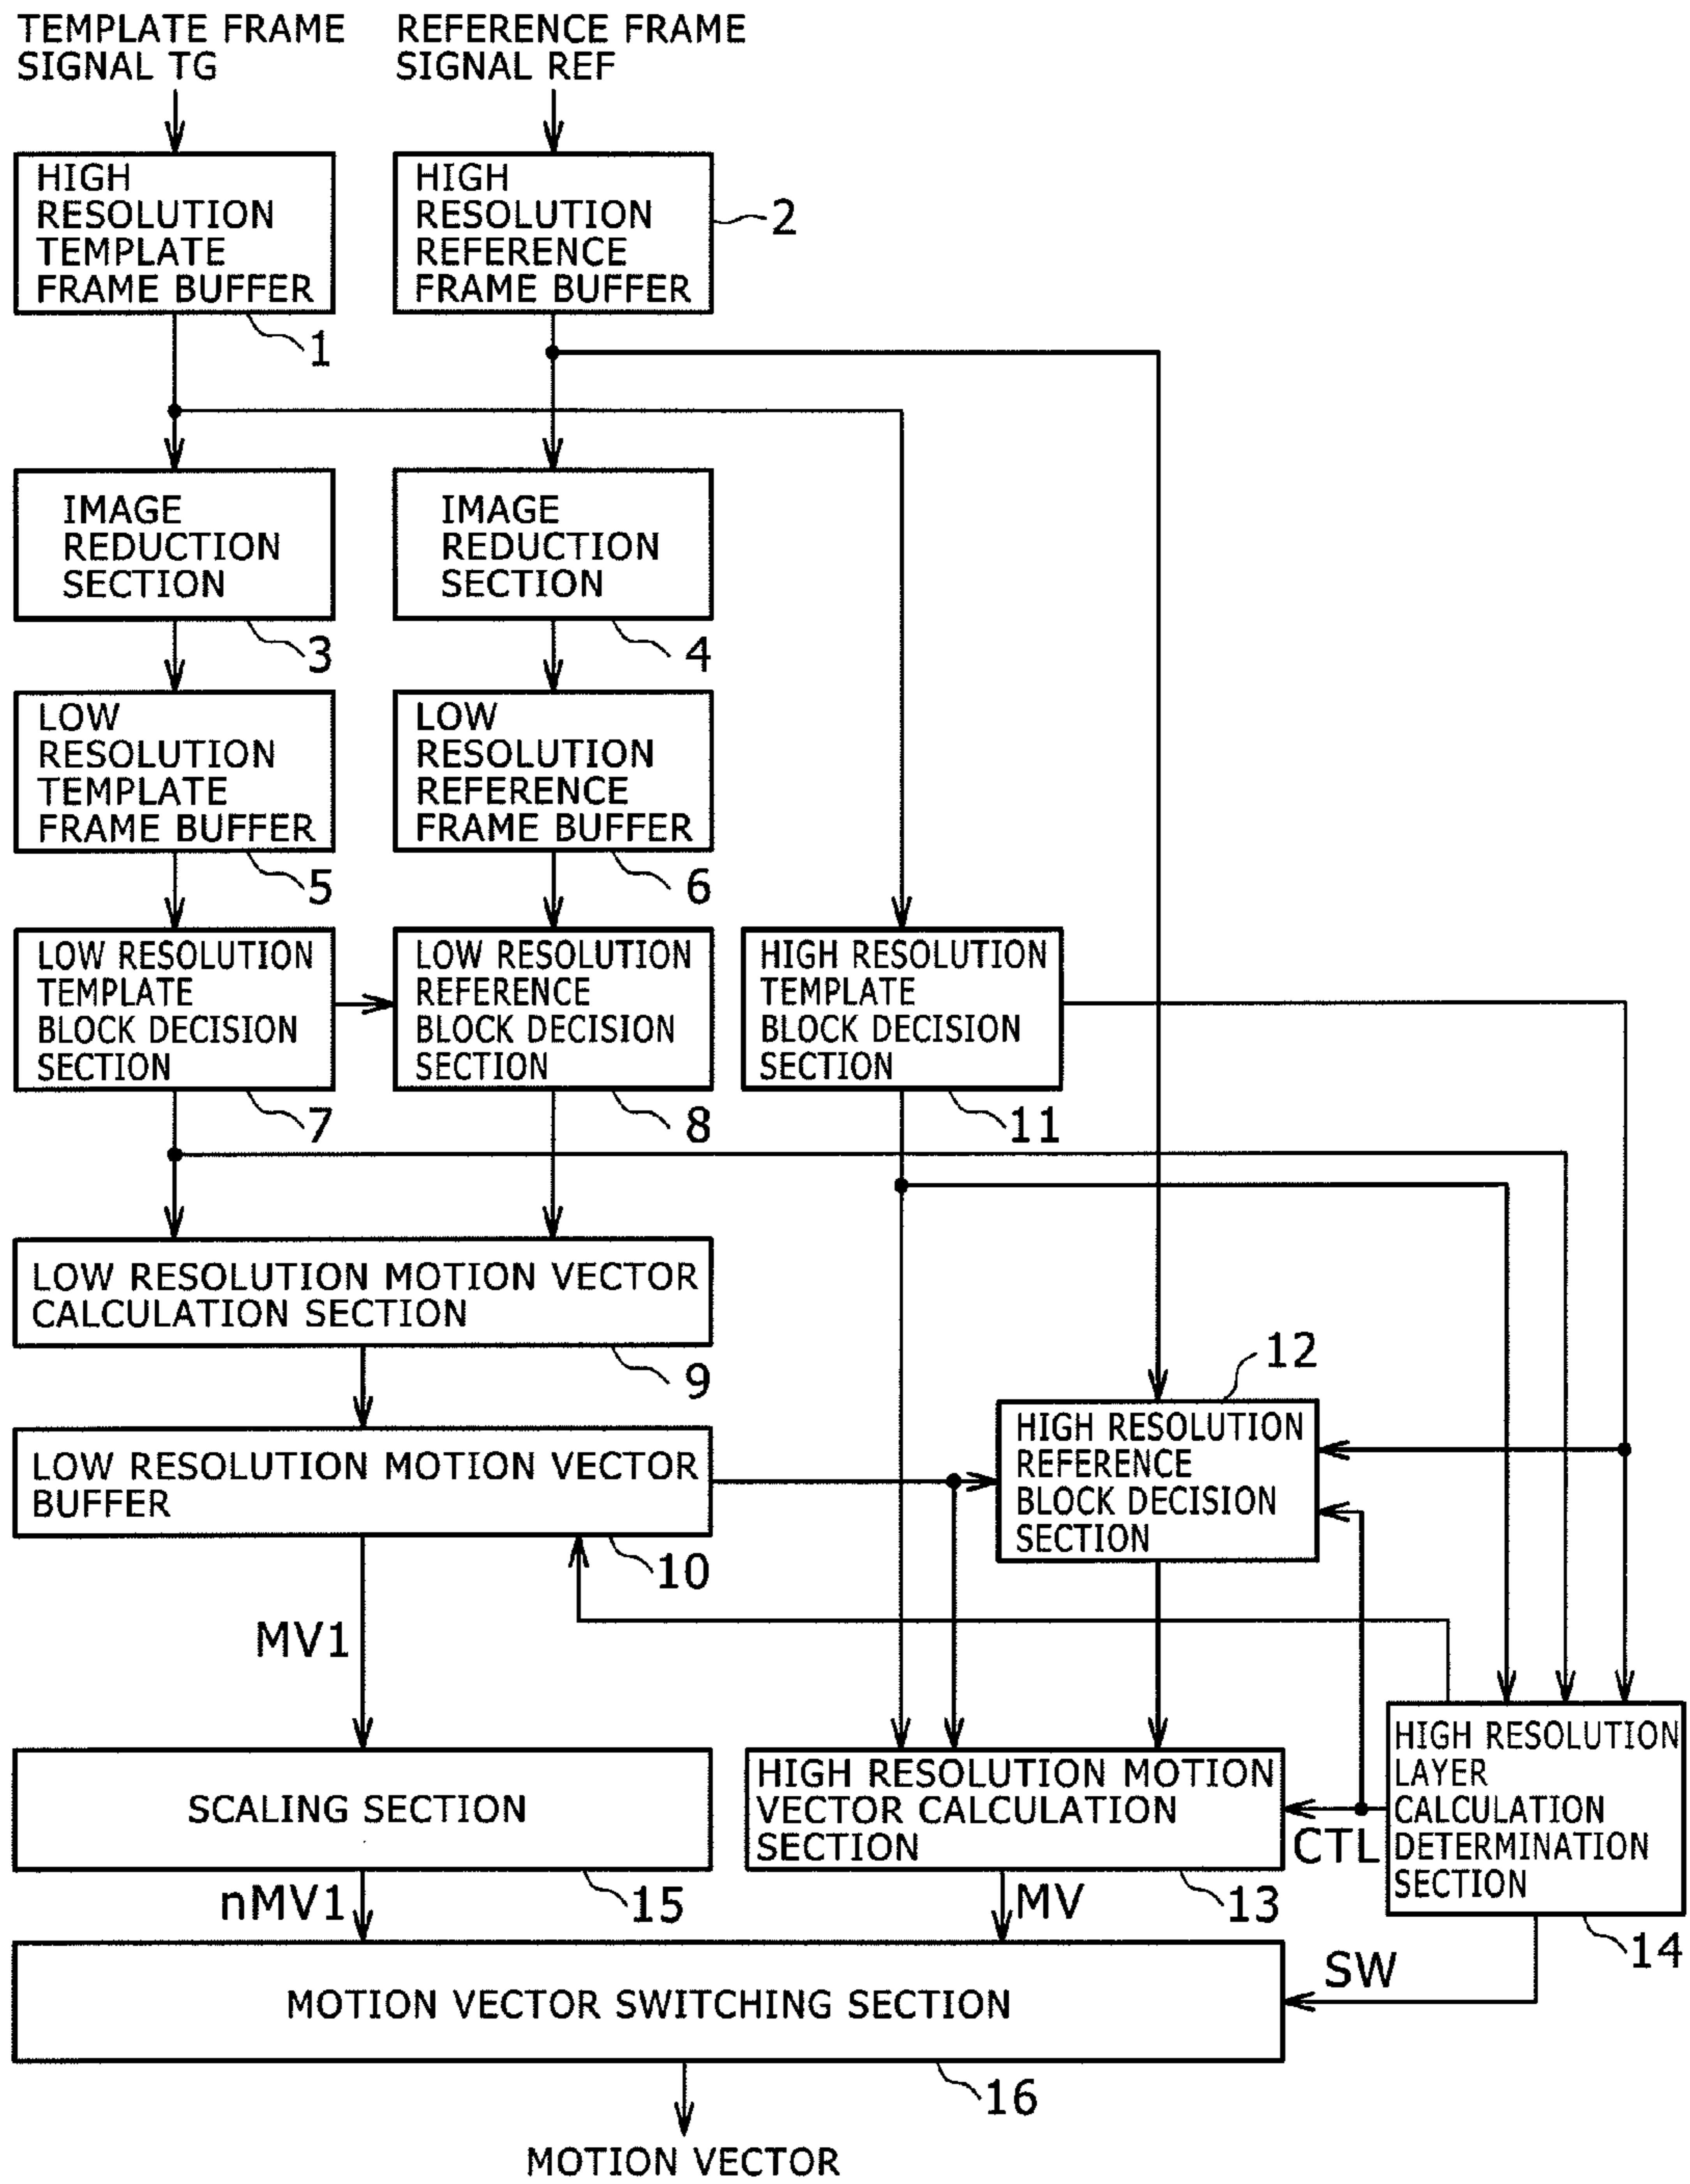 TEMPLATE FRAME
SIGNAL TG
REFERENCE FRAME
SIGNAL REF
HIGH
RESOLUTION
TEMPLATE
FRAME BUFFER
1
HIGH
RESOLUTION
REFERENCE
FRAME BUFFER
2
IMAGE
REDUCTION
SECTION
3
IMAGE
REDUCTION
SECTION
4
LOW
RESOLUTION
TEMPLATE
FRAME BUFFER
5
LOW
RESOLUTION
REFERENCE
FRAME BUFFER
6
LOW RESOLUTION
TEMPLATE
BLOCK DECISION
SECTION
7
LOW RESOLUTION
REFERENCE
BLOCK DECISION
SECTION
8
HIGH RESOLUTION
TEMPLATE
BLOCK DECISION
SECTION
11
LOW RESOLUTION MOTION VECTOR
CALCULATION SECTION
9
LOW RESOLUTION MOTION VECTOR
BUFFER
10
12
HIGH RESOLUTION
REFERENCE
BLOCK DECISION
SECTION
MV1
SCALING SECTION
15
HIGH RESOLUTION MOTION
VECTOR CALCULATION
SECTION
13
CTL
HIGH RESOLUTION
LAYER
CALCULATION
DETERMINATION
SECTION
14
nMV1
MV
SW
MOTION VECTOR SWITCHING SECTION
16
MOTION VECTOR